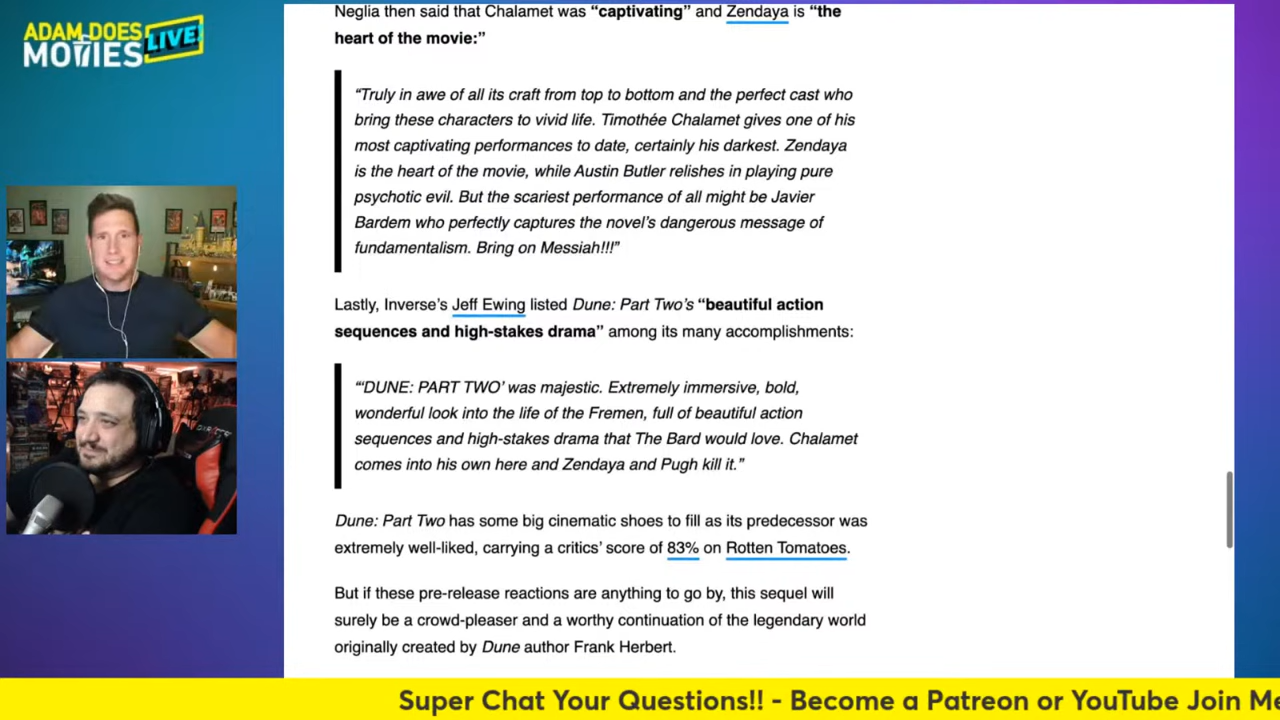 ADAM DOES
MOVIES
LIVE!
Neglia then said that Chalamet was “captivating” and Zendaya is “the
heart of the movie:”
“Truly in awe of all its craft from top to bottom and the perfect cast who
bring these characters to vivid life. Timothée Chalamet gives one of his
most captivating performances to date, certainly his darkest. Zendaya
is the heart of the movie, while Austin Butler relishes in playing pure
psychotic evil. But the scariest performance of all might be Javier
Bardem who perfectly captures the novel’s dangerous message of
fundamentalism. Bring on Messiah!!!”
Lastly, Inverse’s Jeff Ewing listed Dune: Part Two’s “beautiful action
sequences and high-stakes drama” among its many accomplishments:
“‘DUNE: PART TWO’ was majestic. Extremely immersive, bold,
wonderful look into the life of the Fremen, full of beautiful action
sequences and high-stakes drama that The Bard would love. Chalamet
comes into his own here and Zendaya and Pugh kill it.”
Dune: Part Two has some big cinematic shoes to fill as its predecessor was
extremely well-liked, carrying a critics’ score of 83% on Rotten Tomatoes.
But if these pre-release reactions are anything to go by, this sequel will
surely be a crowd-pleaser and a worthy continuation of the legendary world
originally created by Dune author Frank Herbert.
Super Chat Your Questions!! - Become a Patreon or YouTube Join Me